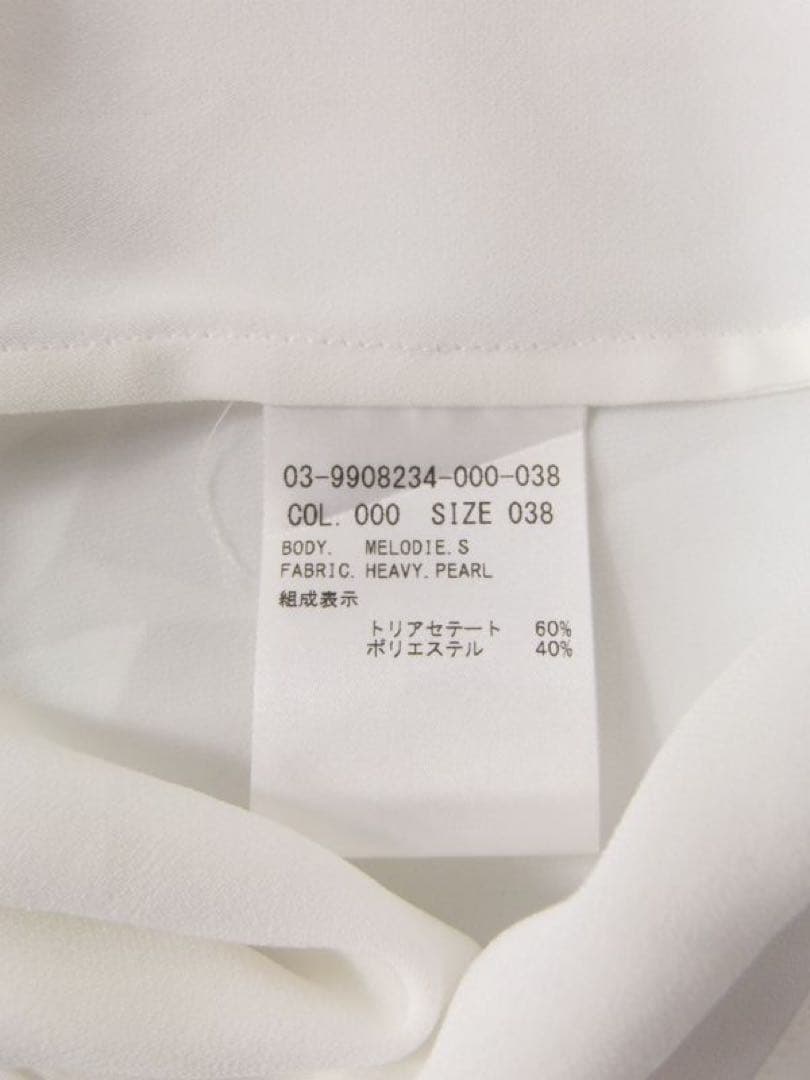 03-9908234-000-038
COL. 000 SIZE 038
BODY. MELODIE.S
FABRIC. HEAVY.PEARL
組成表示
トリアセテート 60%
ポリエステル 40%